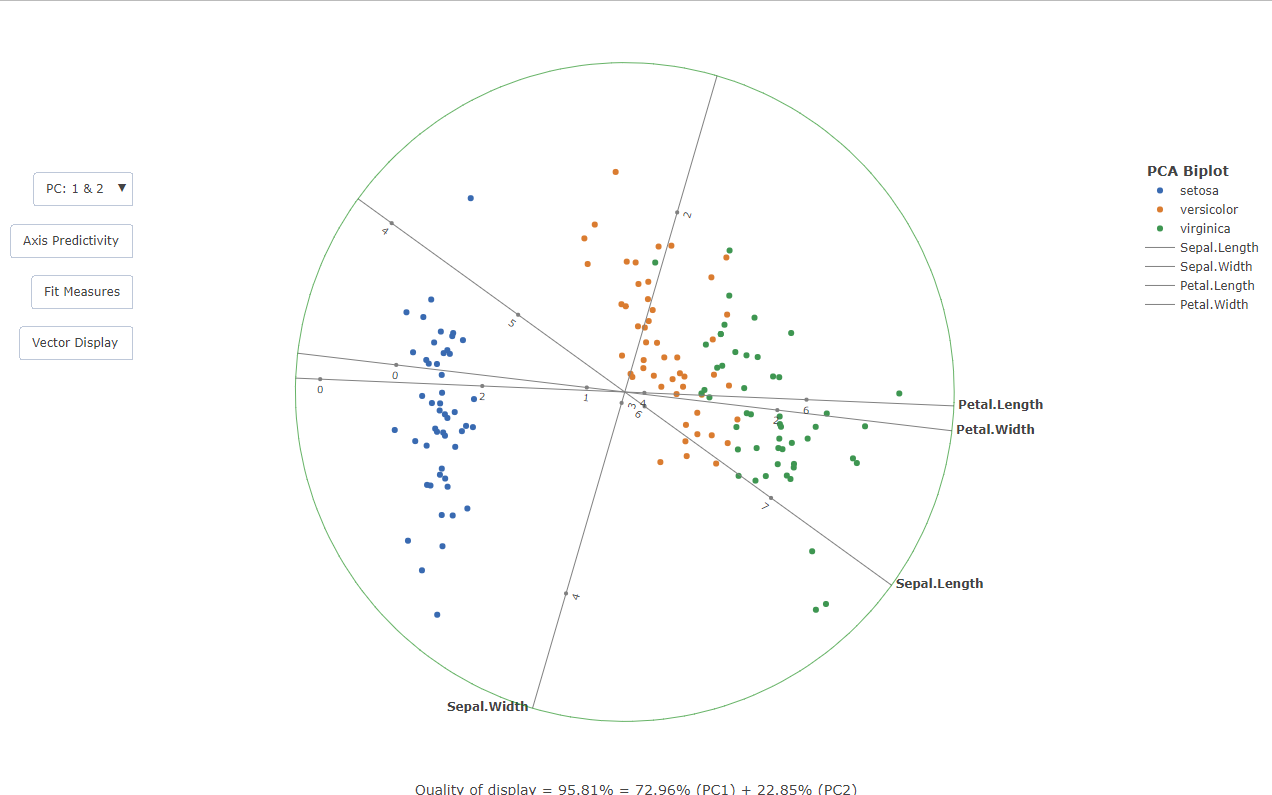 PC: 1 & 2 ▼
Axis Predictivity
Fit Measures
Vector Display
PCA Biplot
setosa
versicolor
virginica
Sepal.Length
Sepal.Width
Petal.Length
Petal.Width
2
4
5
0
0
2
1
3
4
6
6
2
7
4
Petal.Length
Petal.Width
Sepal.Length
Sepal.Width
Quality of display = 95.81% = 72.96% (PC1) + 22.85% (PC2)